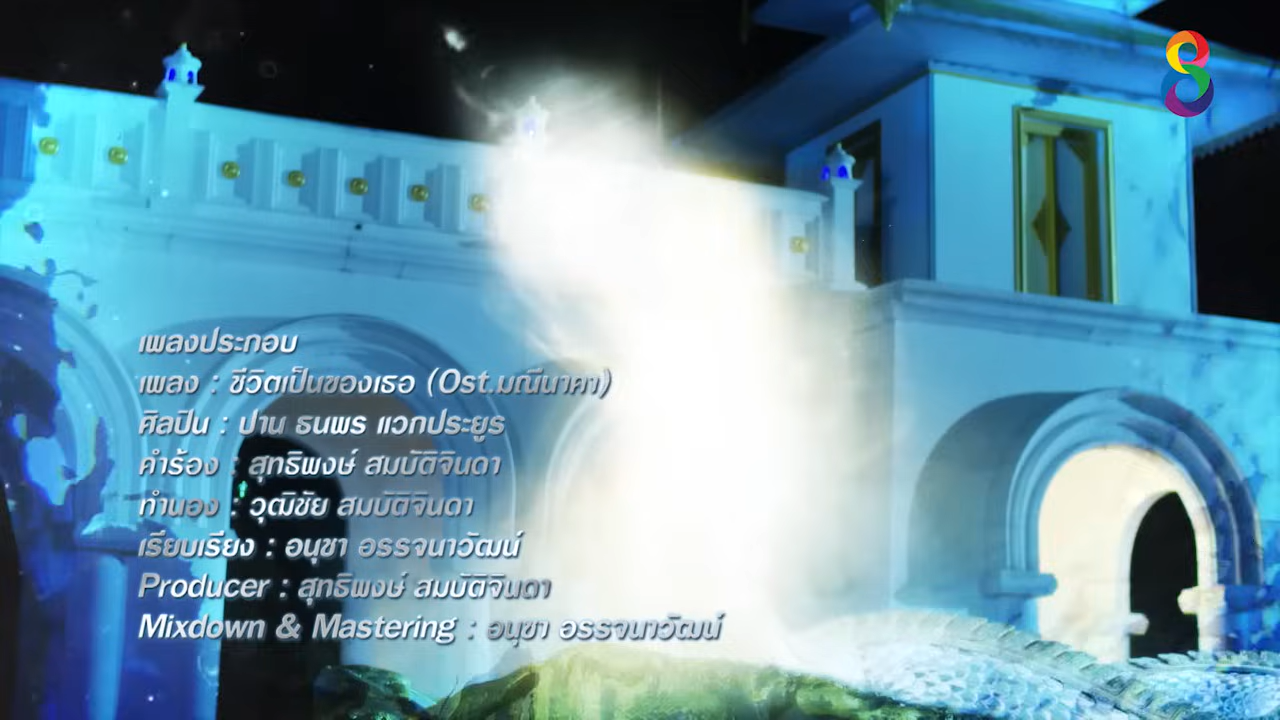 เพลงประกอบ
เพลง : ชีวิตเป็นของเธอ (Ost.มณีนาคา)
ศิลปิน : ปาน ธนพร แวกประยูร
คำร้อง : สุทธิพงษ์ สมบัติจินดา
ทำนอง : วุฒิชัย สมบัติจินดา
เรียบเรียง : อนุชา อรรจนาวัฒน์
Producer : สุทธิพงษ์ สมบัติจินดา
Mixdown & Mastering : อนุชา อรรจนาวัฒน์
8